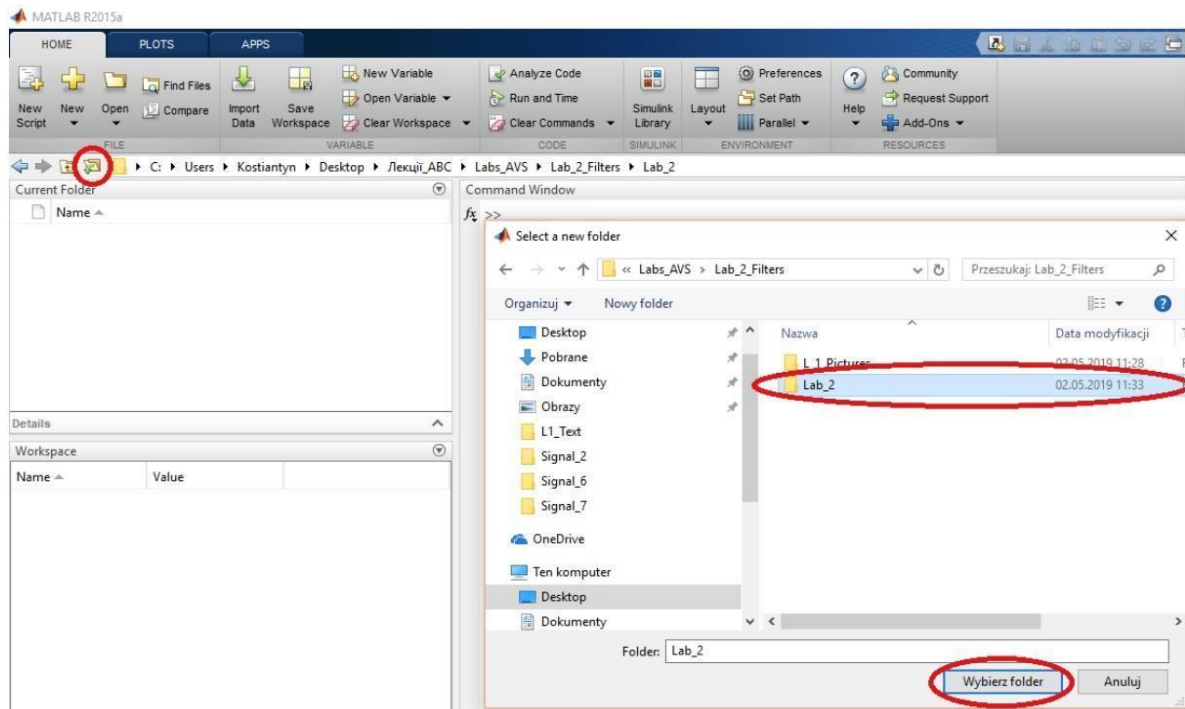 MATLAB R2015a
HOME PLOTS APPS
New Script
New
Open
Find Files
Compare
FILE
Import Data
Save Workspace
New Variable
Open Variable
Clear Workspace
VARIABLE
Analyze Code
Run and Time
Clear Commands
CODE
Simulink Library
SIMULINK
Layout
Preferences
Set Path
Parallel
ENVIRONMENT
Help
Community
Request Support
Add-Ons
RESOURCES
C: Users Kostiantyn Desktop Лекції_АВС Labs_AVS Lab_2_Filters Lab_2
Current Folder
Name
Details
Workspace
Name Value
Command Window
fx >>
Select a new folder
« Labs_AVS > Lab_2_Filters
Przeszukaj: Lab_2_Filters
Organizuj Nowy folder
Desktop
Pobrane
Dokumenty
Obrazy
L1_Text
Signal_2
Signal_6
Signal_7
OneDrive
Ten komputer
Desktop
Dokumenty
Nazwa Data modyfikacji
L_1_Pictures 02.05.2019 11:28
Lab_2 02.05.2019 11:33
Folder: Lab_2
Wybierz folder Anuluj